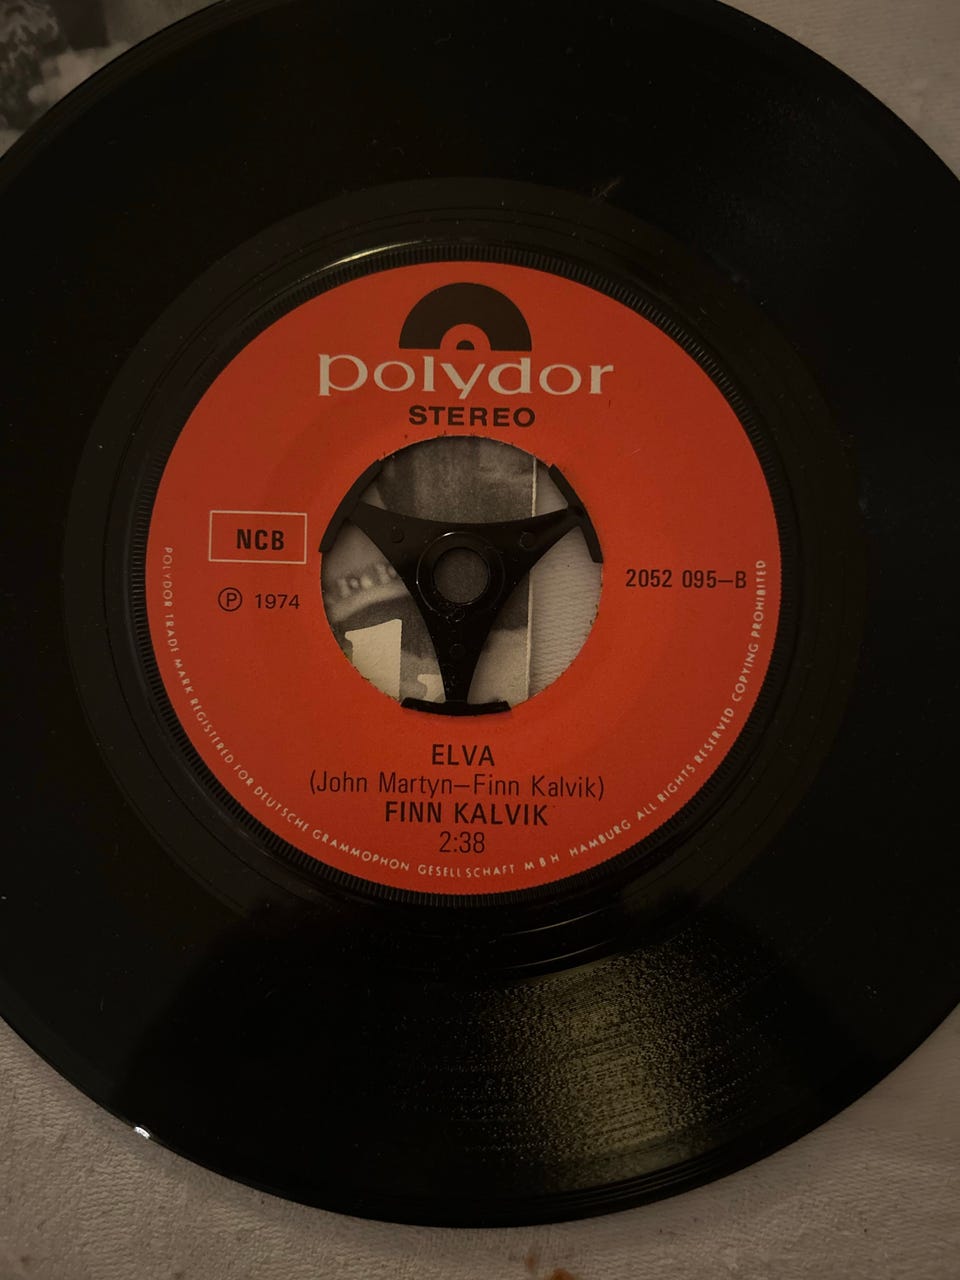 polydor
STEREO
NCB
Ⓟ 1974
2052 095–B
ELVA
(John Martyn–Finn Kalvik)
FINN KALVIK
2:38
POLYDOR TRADE MARK REGISTERED FOR DEUTSCHE GRAMMOPHON GESELLSCHAFT MBH HAMBURG ALL RIGHTS RESERVED COPYING PROHIBITED